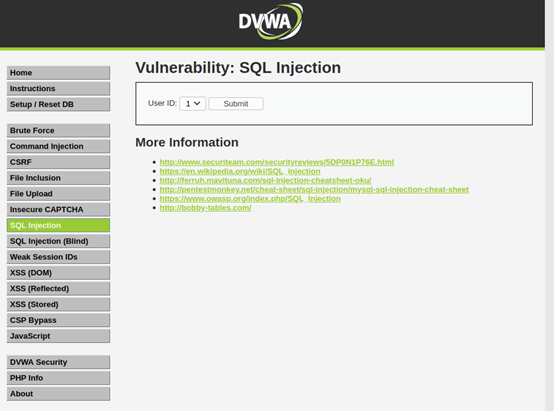 DVWA
Vulnerability: SQL Injection
User ID: 1 Submit
More Information
http://www.securiteam.com/securityreviews/5DP0N1P76E.html
https://en.wikipedia.org/wiki/SQL_injection
http://ferruh.mavituna.com/sql-injection-cheatsheet-oku/
http://pentestmonkey.net/cheat-sheet/sql-injection/mysql-sql-injection-cheat-sheet
https://www.owasp.org/index.php/SQL_Injection
http://bobby-tables.com/
Home
Instructions
Setup / Reset DB
Brute Force
Command Injection
CSRF
File Inclusion
File Upload
Insecure CAPTCHA
SQL Injection
SQL Injection (Blind)
Weak Session IDs
XSS (DOM)
XSS (Reflected)
XSS (Stored)
CSP Bypass
JavaScript
DVWA Security
PHP Info
About